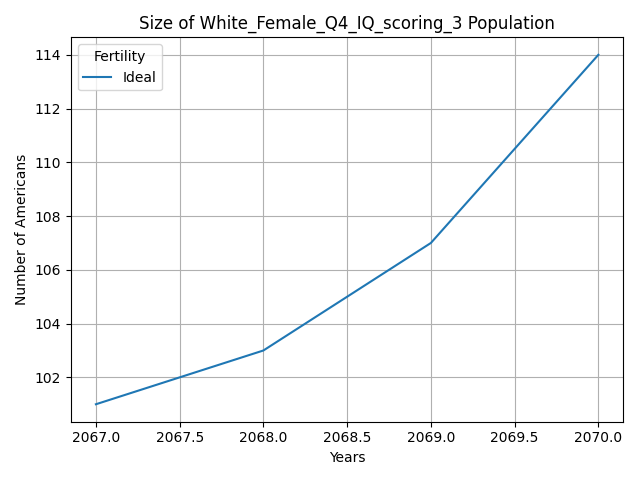 Size of White_Female_Q4_IQ_scoring_3 Population
Fertility
Ideal
Number of Americans
114
112
110
108
106
104
102
2067.0 2067.5 2068.0 2068.5 2069.0 2069.5 2070.0
Years